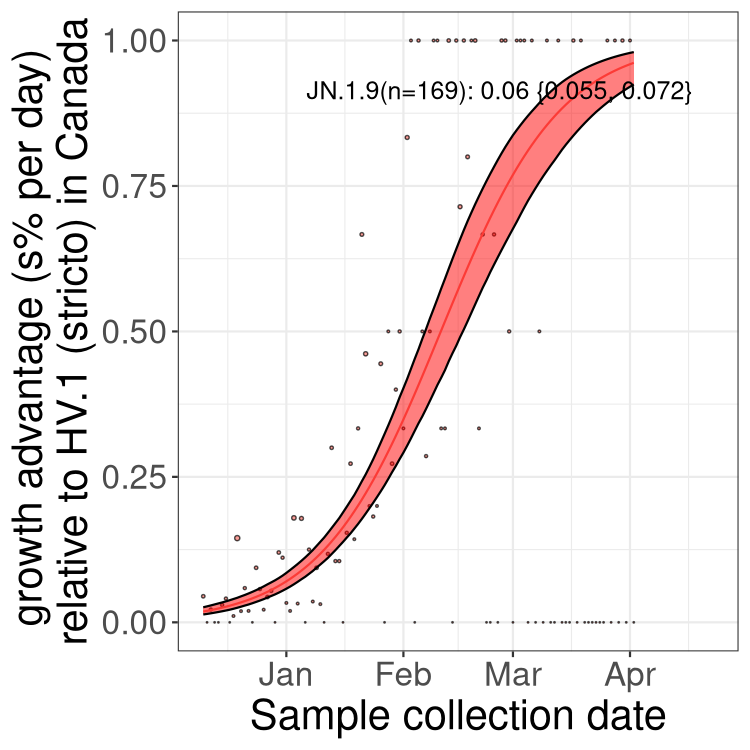 growth advantage (s% per day)
relative to HV.1 (stricto) in Canada
1.00
0.75
0.50
0.25
0.00
JN.1.9(n=169): 0.06 {0.055, 0.072}
Jan Feb Mar Apr
Sample collection date